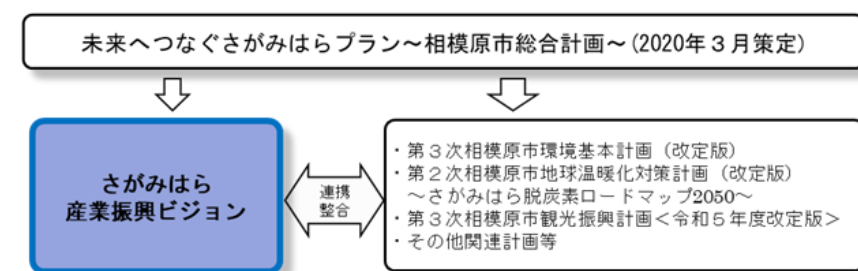 未来へつなぐさがみはらプラン～相模原市総合計画～(2020年３月策定)
さがみはら
産業振興ビジョン
連携
整合
・第３次相模原市環境基本計画（改定版）
・第２次相模原市地球温暖化対策計画（改定版）
～さがみはら脱炭素ロードマップ2050～
・第３次相模原市観光振興計画＜令和５年度改定版＞
・その他関連計画等